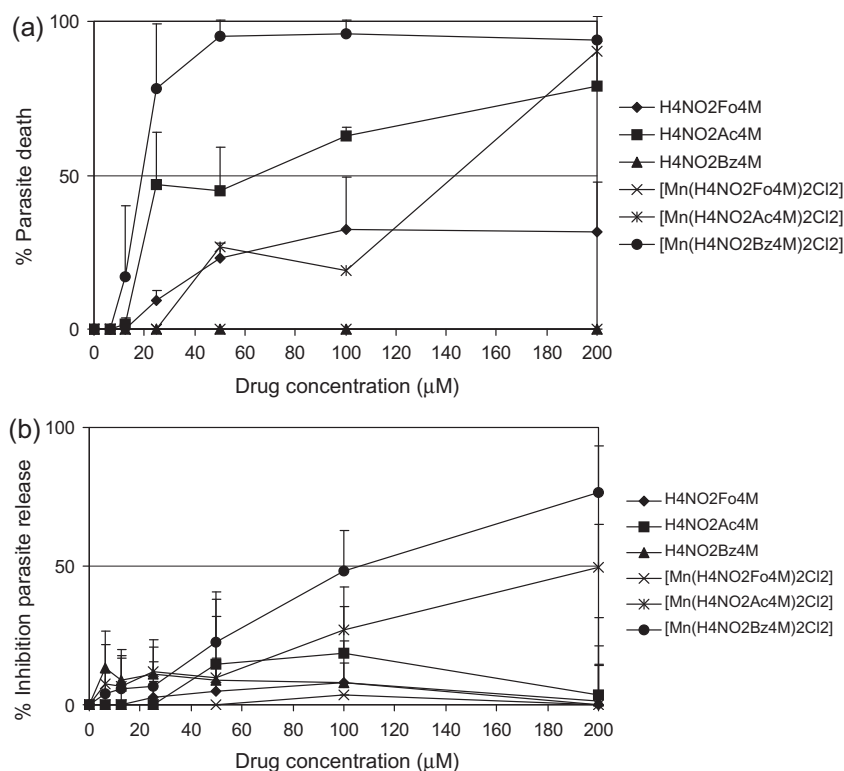 (a)
100
50
0
% Parasite death
0 20 40 60 80 100 120 140 160 180 200
Drug concentration (μM)
H4NO2Fo4M
H4NO2Ac4M
H4NO2Bz4M
[Mn(H4NO2Fo4M)2Cl2]
[Mn(H4NO2Ac4M)2Cl2]
[Mn(H4NO2Bz4M)2Cl2]
(b)
100
50
0
% Inhibition parasite release
0 20 40 60 80 100 120 140 160 180 200
Drug concentration (μM)
H4NO2Fo4M
H4NO2Ac4M
H4NO2Bz4M
[Mn(H4NO2Fo4M)2Cl2]
[Mn(H4NO2Ac4M)2Cl2]
[Mn(H4NO2Bz4M)2Cl2]